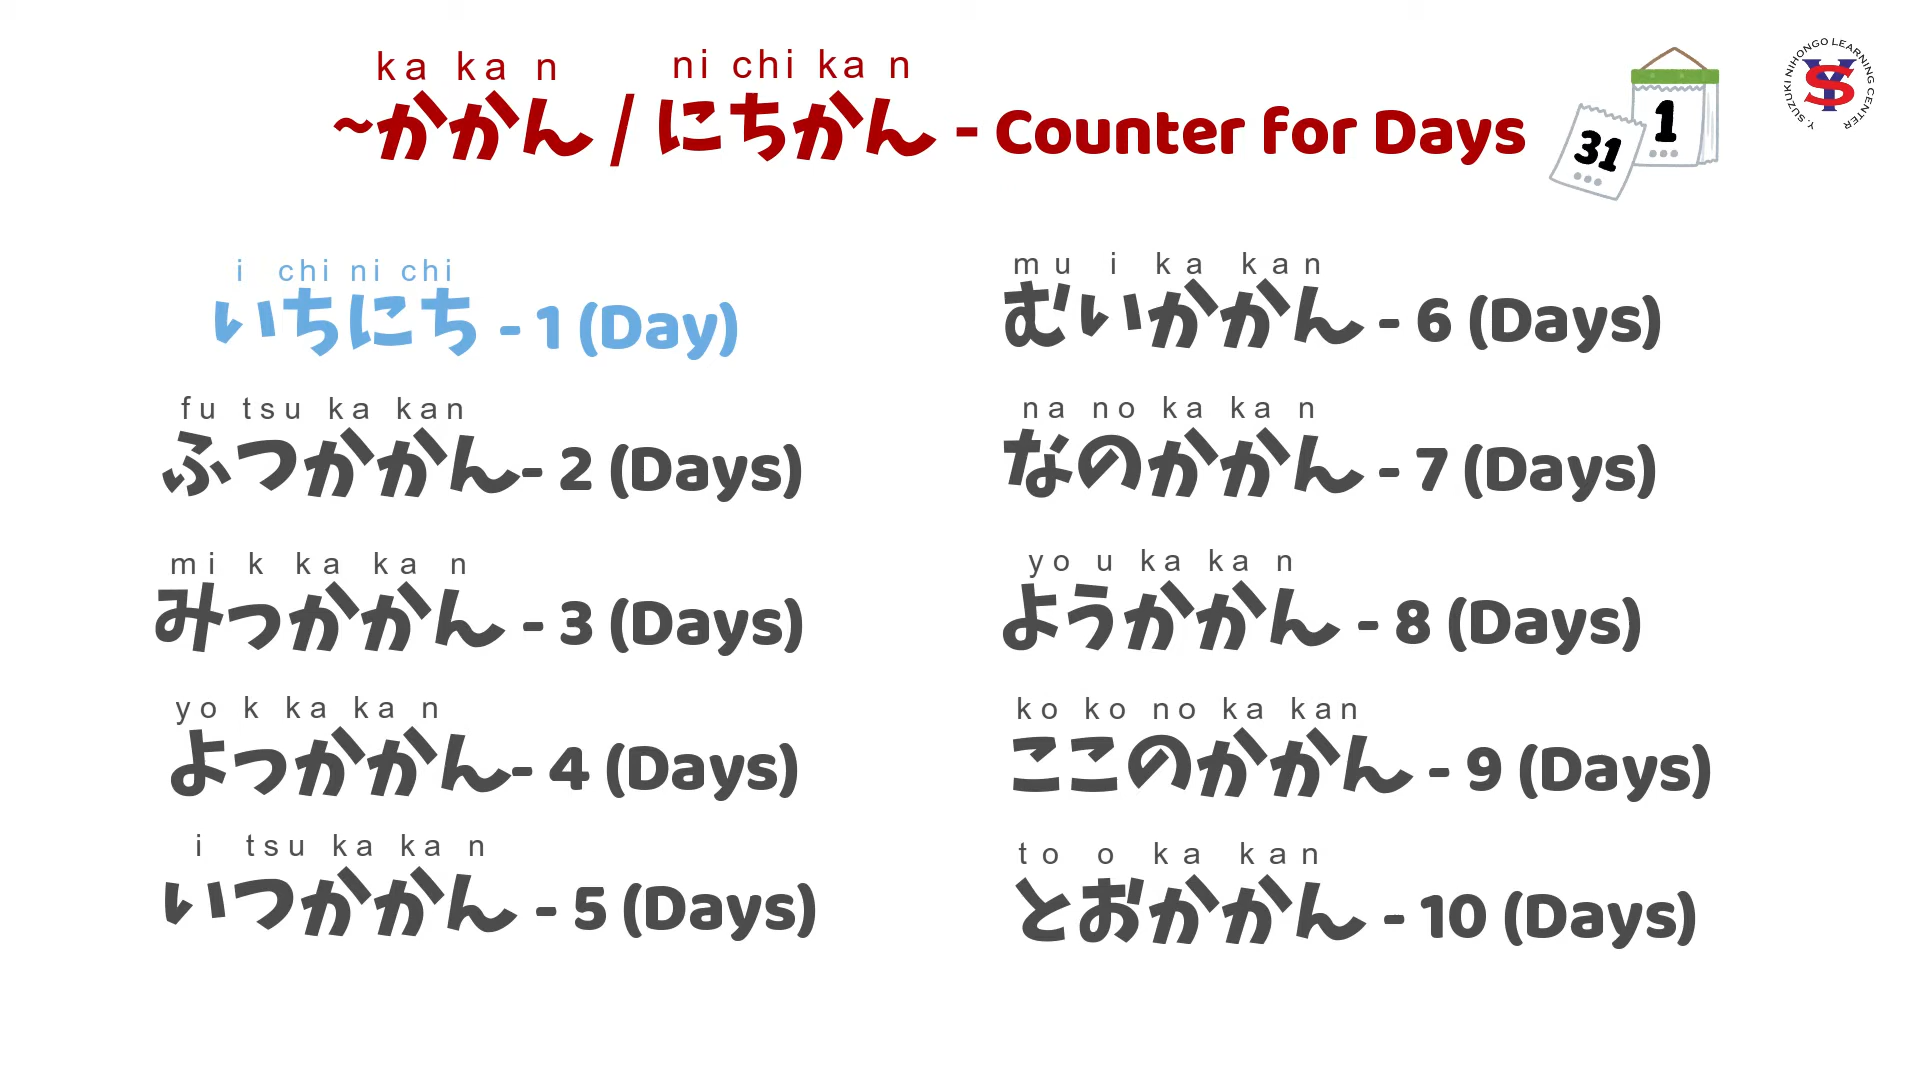 ka ka n ni chi ka n
~かかん / にちかん - Counter for Days
31
1
Y. SUZUKI NIHONGO LEARNING CENTER
YS
i chi ni chi
いちにち - 1 (Day)
fu tsu ka kan
ふつかかん- 2 (Days)
mi k ka ka n
みっかかん - 3 (Days)
yo k ka ka n
よっかかん- 4 (Days)
i tsu ka ka n
いつかかん - 5 (Days)
mu i ka kan
むいかかん - 6 (Days)
na no ka ka n
なのかかん - 7 (Days)
yo u ka ka n
ようかかん - 8 (Days)
ko ko no ka kan
ここのかかん - 9 (Days)
to o ka kan
とおかかん - 10 (Days)